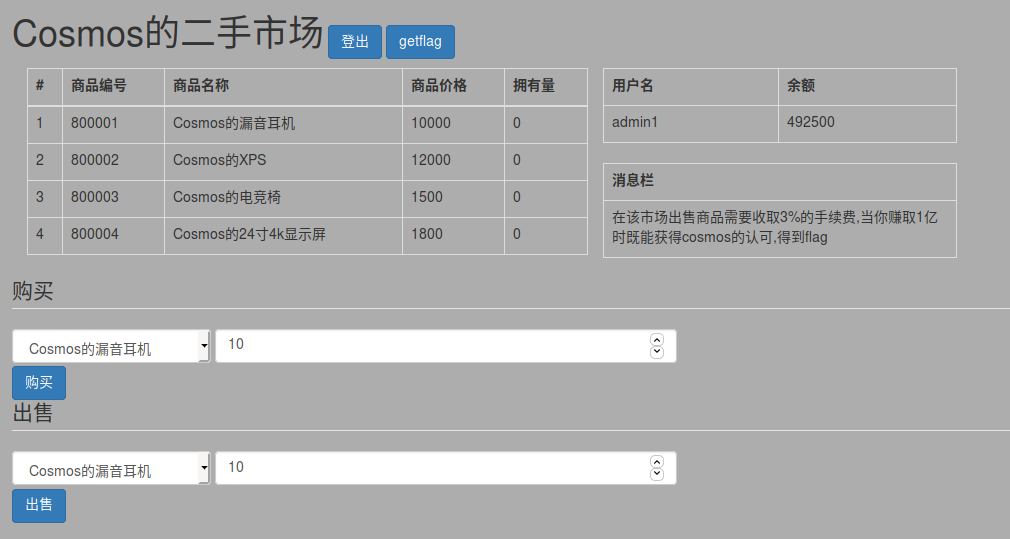 Cosmos的二手市场 登出 getflag
# 商品编号 商品名称 商品价格 拥有量
1 800001 Cosmos的漏音耳机 10000 0
2 800002 Cosmos的XPS 12000 0
3 800003 Cosmos的电竞椅 1500 0
4 800004 Cosmos的24寸4k显示屏 1800 0
用户名 余额
admin1 492500
消息栏
在该市场出售商品需要收取3%的手续费,当你赚取1亿
时既能获得cosmos的认可,得到flag
购买
Cosmos的漏音耳机 10
购买
出售
Cosmos的漏音耳机 10
出售